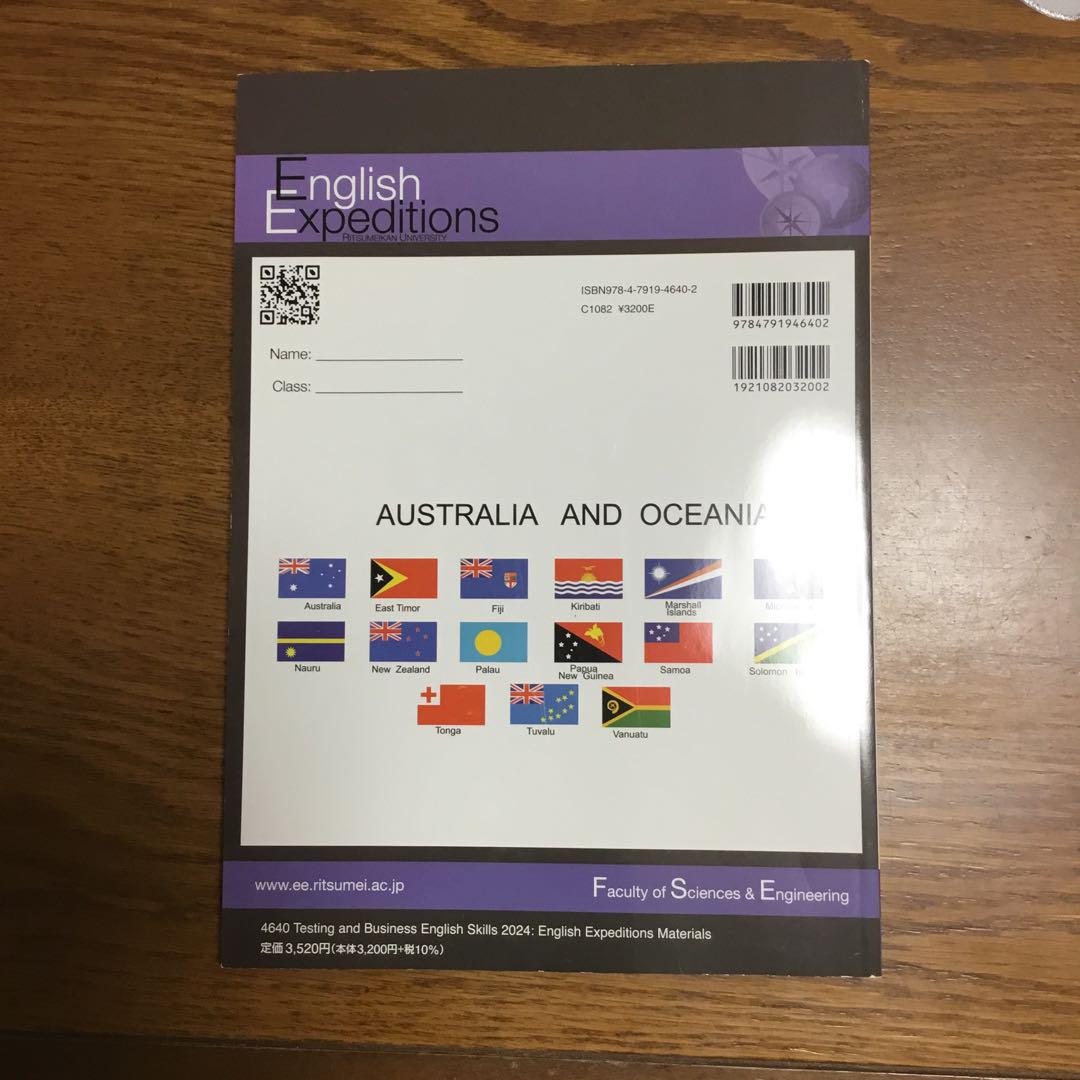 English
Expeditions
RITSUMEIKAN UNIVERSITY
ISBN978-4-7919-4640-2
C1082 ¥3200E
9784791946402
1921082032002
Name:
Class:
AUSTRALIA AND OCEANIA
Australia
East Timor
Fiji
Kiribati
Marshall
Islands
Nauru
New Zealand
Palau
Papua
New Guinea
Samoa
Solomon
Tonga
Tuvalu
Vanuatu
www.ee.ritsumei.ac.jp
Faculty of Sciences & Engineering
4640 Testing and Business English Skills 2024: English Expeditions Materials
定価3,520円(本体3,200円+税10%)